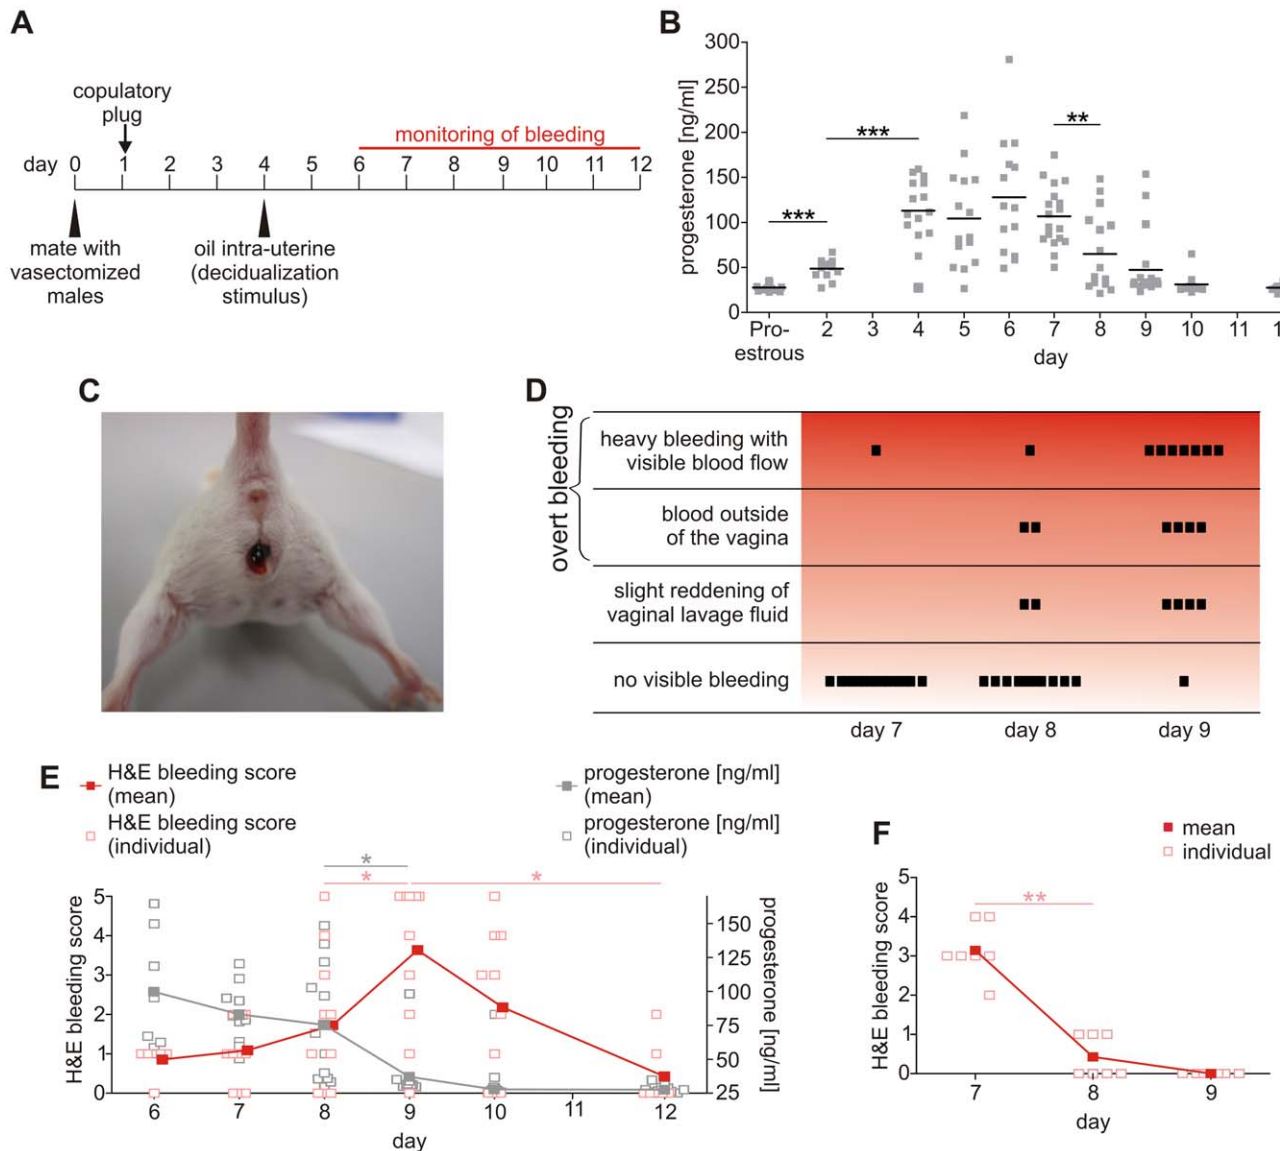 A
copulatory
plug
monitoring of bleeding
day 0 1 2 3 4 5 6 7 8 9 10 11 12
mate with
vasectomized
males
oil intra-uterine
(decidualization
stimulus)
B
progesterone [ng/ml]
300
250
200
150
100
50
0
***
***
**
Pro-
estrous
2 3 4 5 6 7 8 9 10 11 1
day
C
D
overt bleeding
heavy bleeding with
visible blood flow
blood outside
of the vagina
slight reddening of
vaginal lavage fluid
no visible bleeding
day 7 day 8 day 9
E
H&E bleeding score
(mean)
H&E bleeding score
(individual)
progesterone [ng/ml]
(mean)
progesterone [ng/ml]
(individual)
H&E bleeding score
5
4
3
2
1
0
*
*
*
progesterone [ng/ml]
150
125
100
75
50
25
6 7 8 9 10 11 12
day
F
mean
individual
H&E bleeding score
5
4
3
2
1
0
**
7 8 9
day